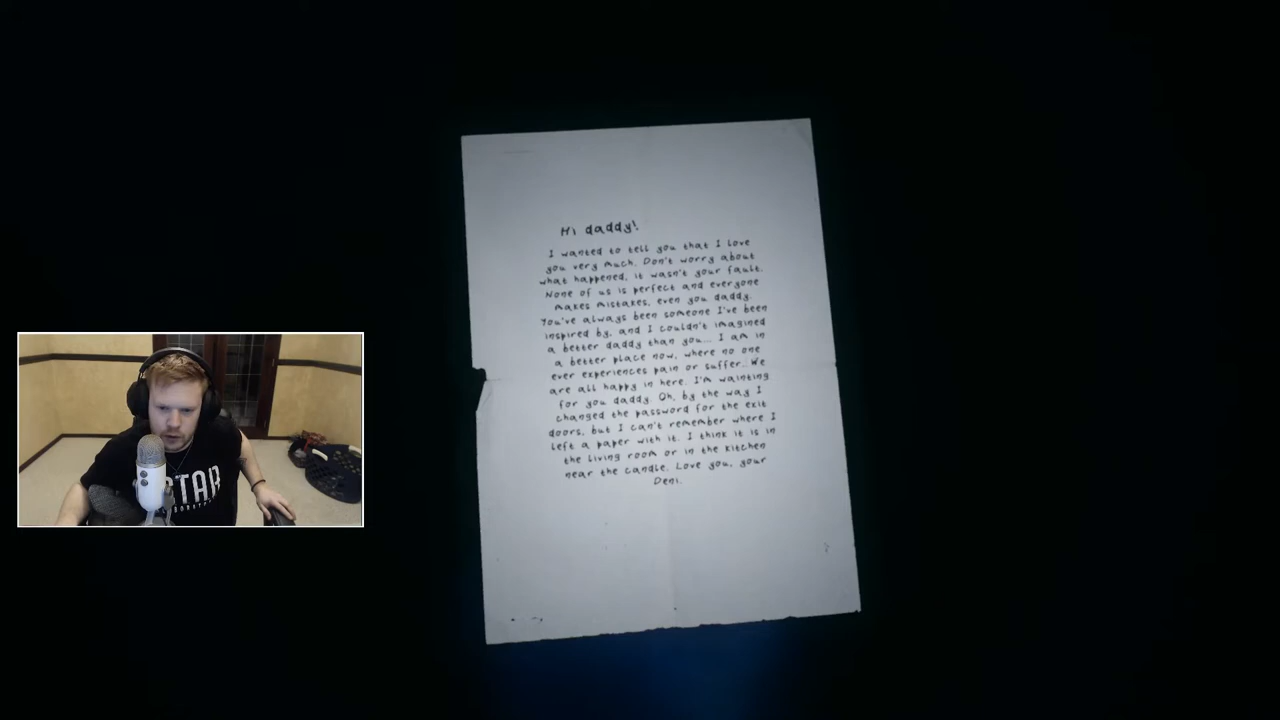 Hi daddy!
I wanted to tell you that I love
you very much. Don't worry about
what happened, it wasn't your fault.
None of us is perfect and everyone
makes mistakes, even you daddy.
You've always been someone I've been
inspired by, and I couldn't imagined
a better daddy than you... I am in
a better place now, where no one
ever experiences pain or suffer. We
are all happy in here. I'm wainting
for you daddy. Oh, by the way I
changed the password for the exit
doors, but I can't remember where I
left a paper with it. I think it is in
the living room or in the kitchen
near the candle. Love you, your
Deni.
STAR